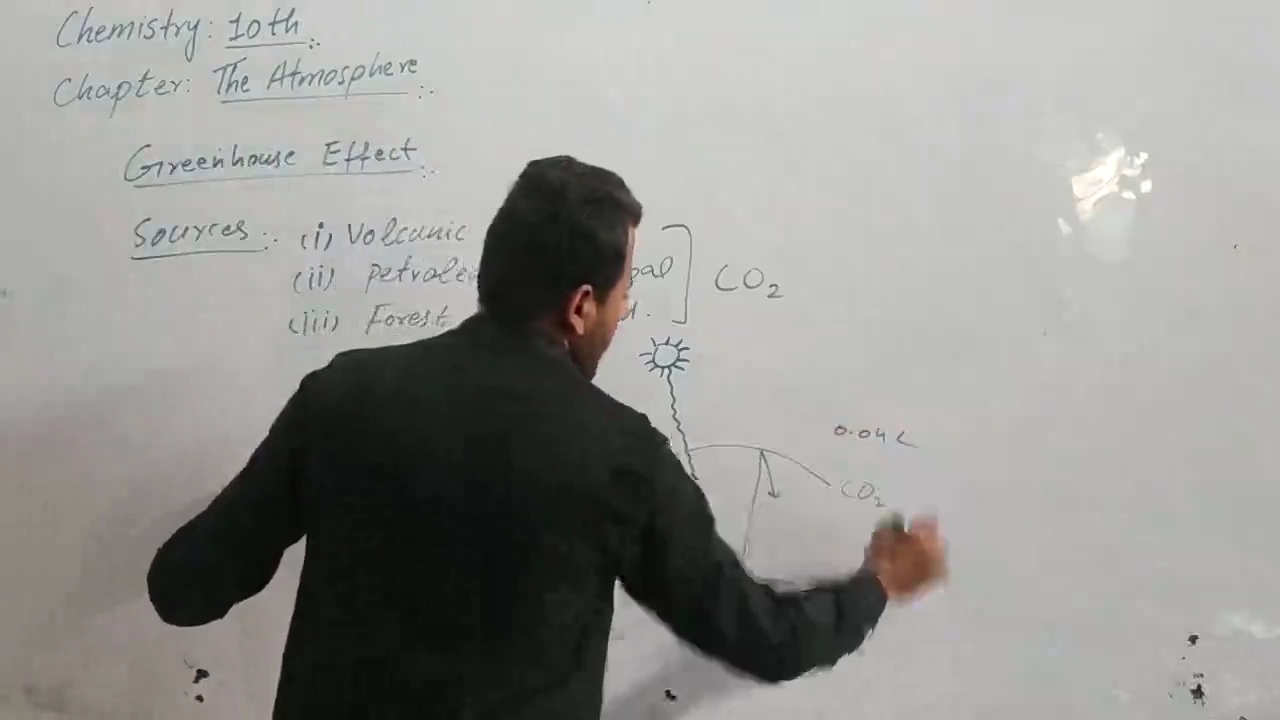 Chemistry: 10th
Chapter: The Atmosphere
Greenhouse Effect
Sources: (i) Volcanic
(ii) petrole
(iii) Forest
CO2
0.04
CO2